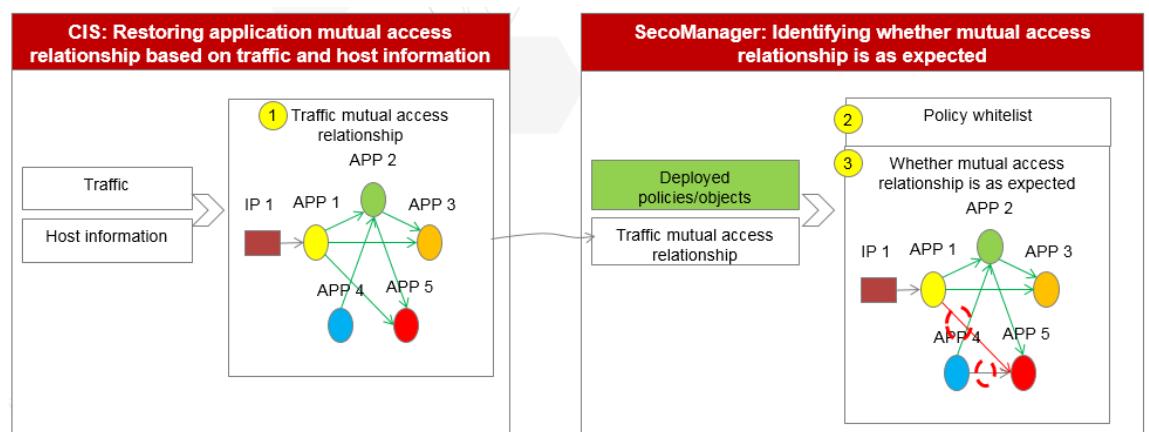 CIS: Restoring application mutual access
relationship based on traffic and host information
1
Traffic mutual access
relationship
APP 2
Traffic
IP 1
APP 1
APP 3
Host information
APP 4
APP 5
SecoManager: Identifying whether mutual access
relationship is as expected
2
Policy whitelist
3
Whether mutual access
relationship is as expected
Deployed
policies/objects
APP 2
Traffic mutual access
relationship
IP 1
APP 1
APP 3
APP 4
APP 5